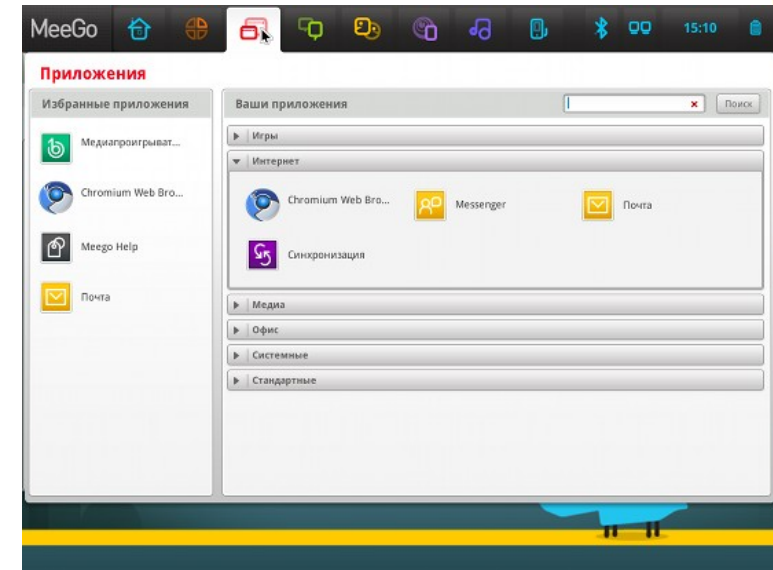 MeeGo 15:10
Приложения
Избранные приложения
Медиапроигрыват...
Chromium Web Bro...
Meego Help
Почта
Ваши приложения Поиск
Игры
Интернет
Chromium Web Bro... Messenger Почта
Синхронизация
Медиа
Офис
Системные
Стандартные